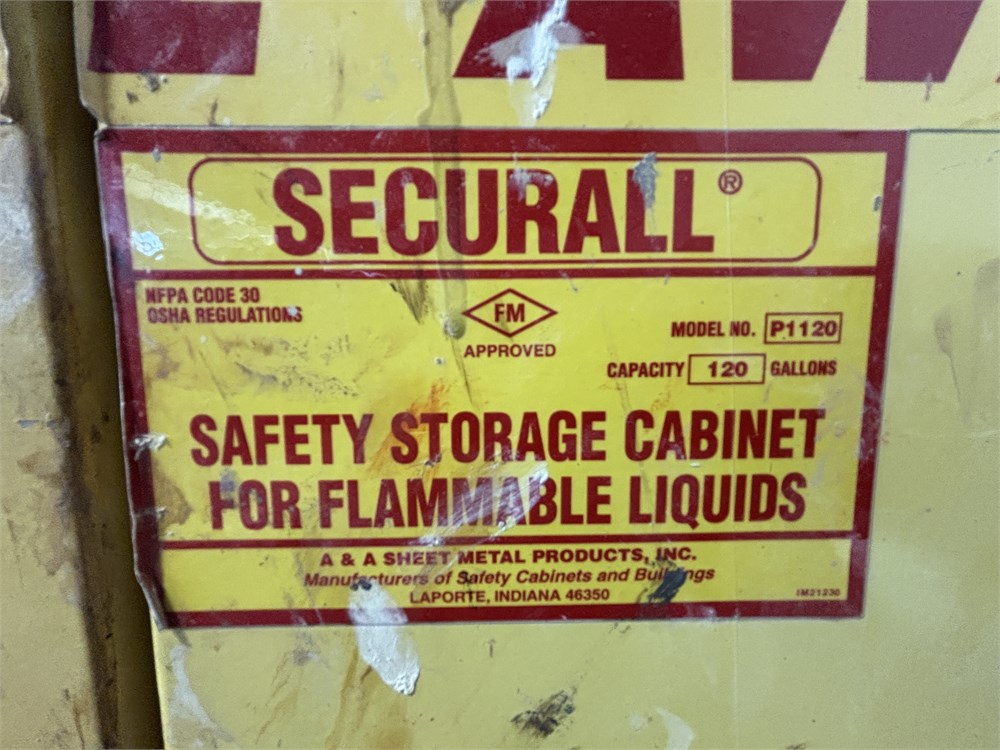 SECURALL®
NFPA CODE 30
OSHA REGULATIONS
FM
APPROVED
MODEL NO. P1120
CAPACITY 120 GALLONS
SAFETY STORAGE CABINET
FOR FLAMMABLE LIQUIDS
A & A SHEET METAL PRODUCTS, INC.
Manufacturers of Safety Cabinets and Buildings
LAPORTE, INDIANA 46350
IM21230